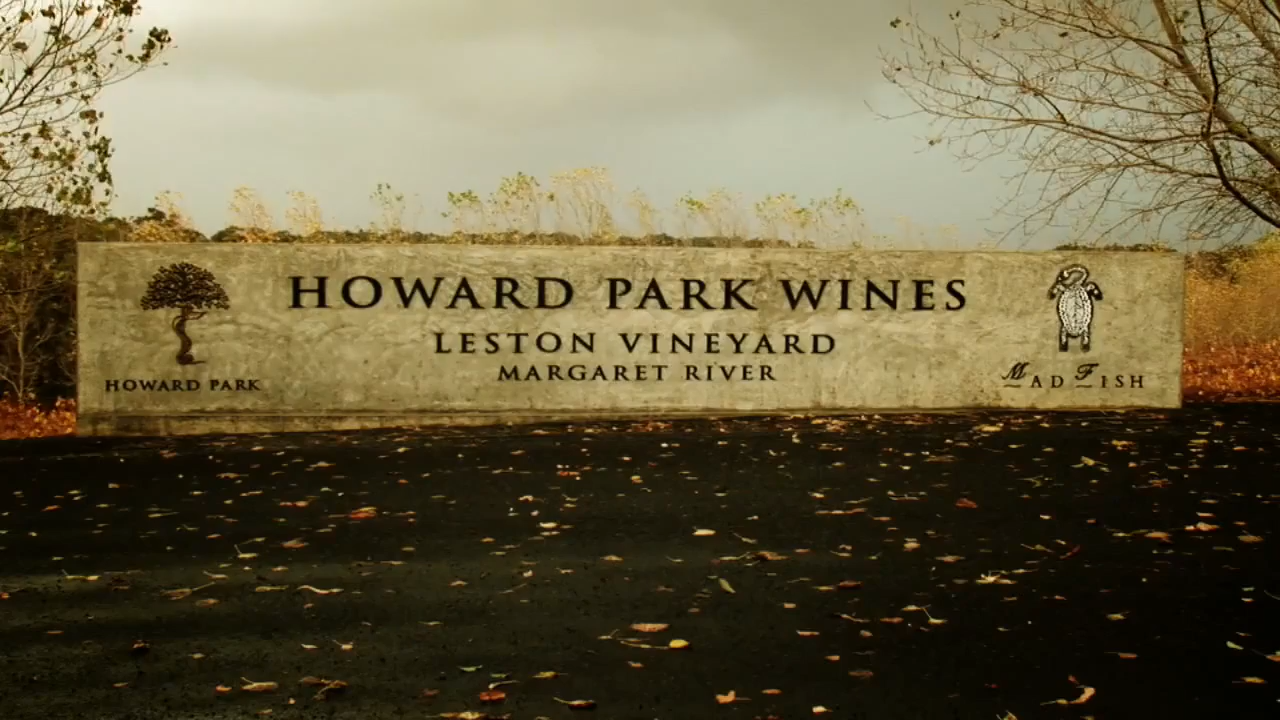 HOWARD PARK WINES
LESTON VINEYARD
MARGARET RIVER
HOWARD PARK
MAD FISH